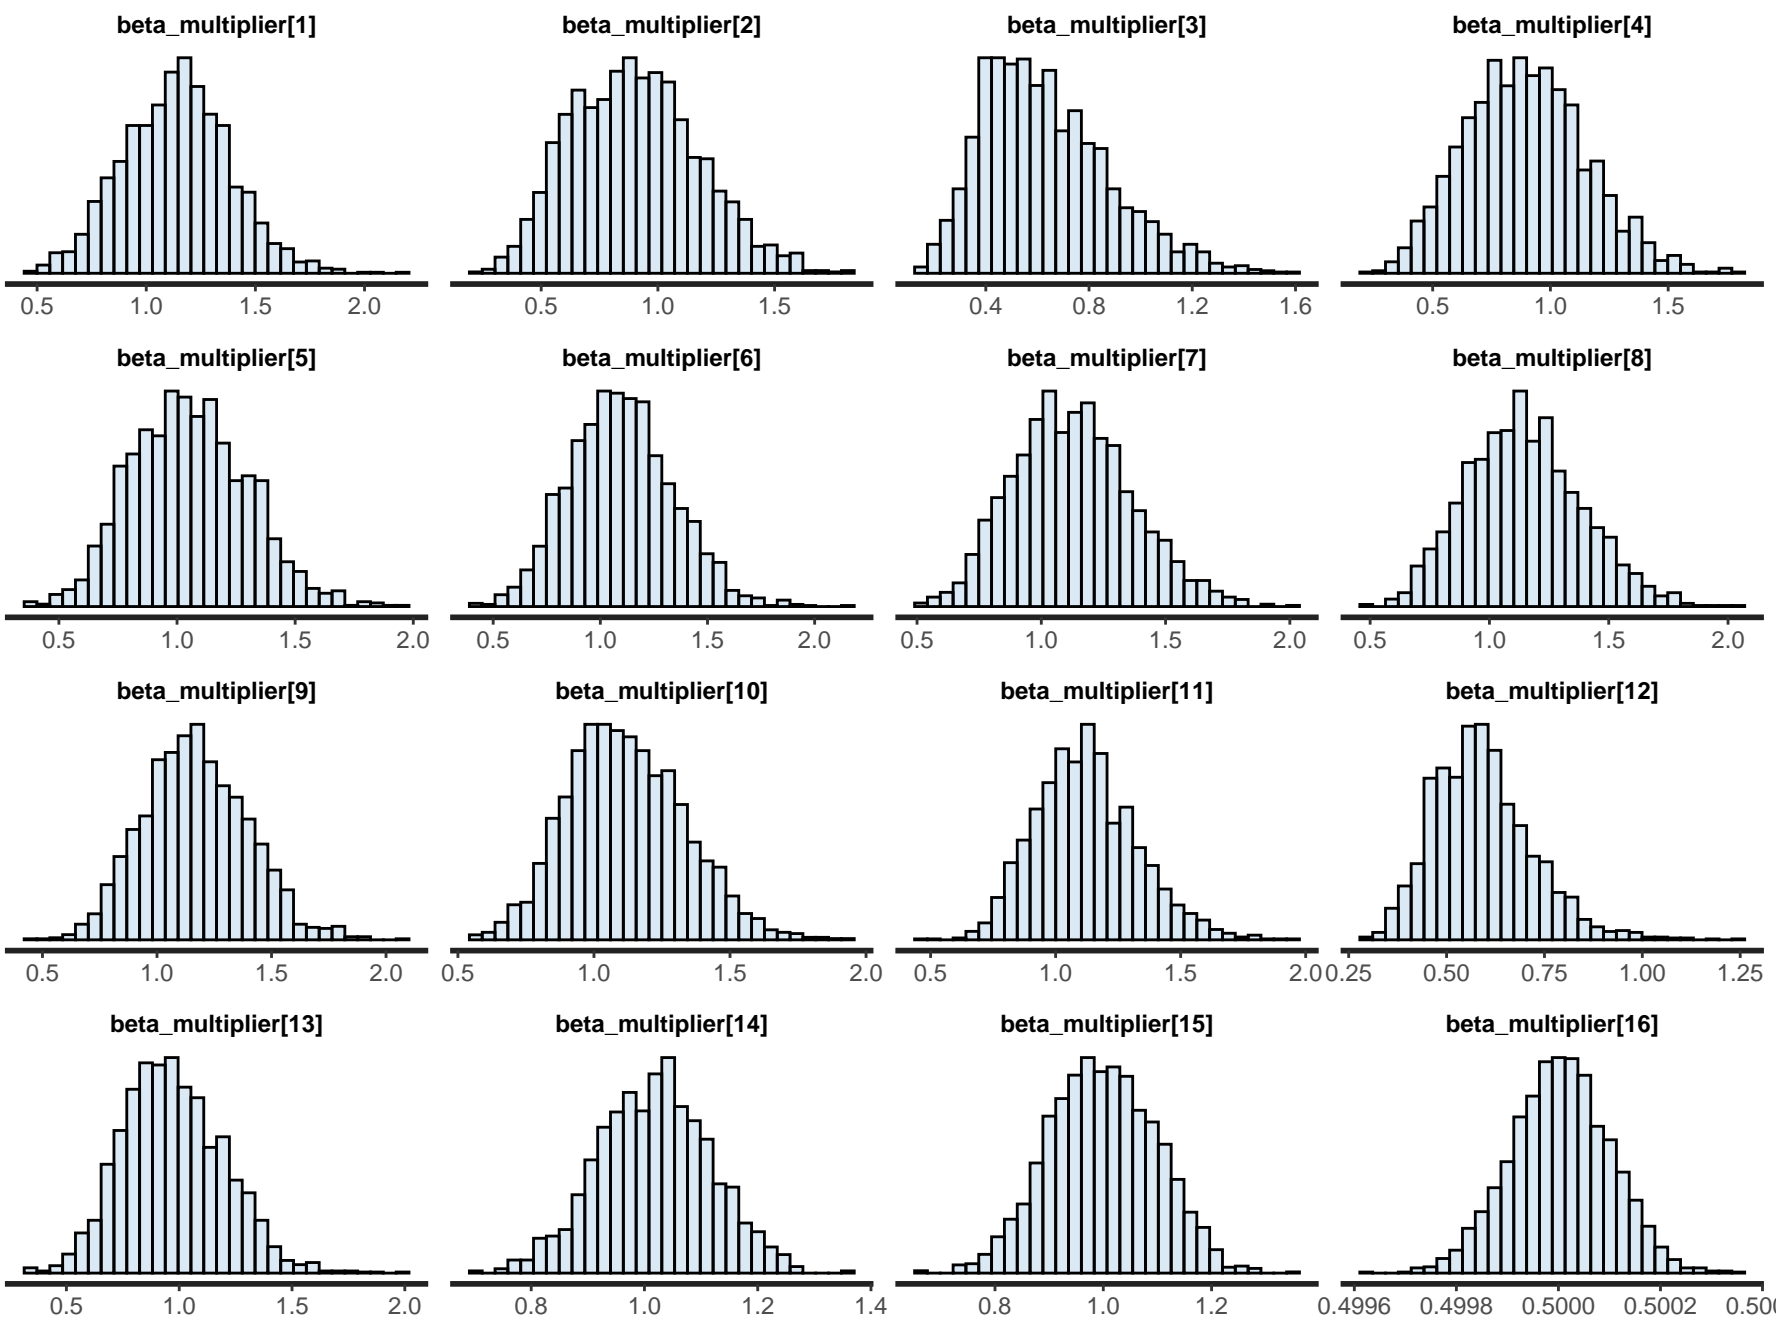 beta_multiplier[1] beta_multiplier[2] beta_multiplier[3] beta_multiplier[4]
0.5 1.0 1.5 2.0 0.5 1.0 1.5 0.4 0.8 1.2 1.6 0.5 1.0 1.5
beta_multiplier[5] beta_multiplier[6] beta_multiplier[7] beta_multiplier[8]
0.5 1.0 1.5 2.0 0.5 1.0 1.5 2.0 0.5 1.0 1.5 2.0 0.5 1.0 1.5 2.0
beta_multiplier[9] beta_multiplier[10] beta_multiplier[11] beta_multiplier[12]
0.5 1.0 1.5 2.0 0.5 1.0 1.5 2.0 0.5 1.0 1.5 2.0 0.25 0.50 0.75 1.00 1.25
beta_multiplier[13] beta_multiplier[14] beta_multiplier[15] beta_multiplier[16]
0.5 1.0 1.5 2.0 0.8 1.0 1.2 1.4 0.8 1.0 1.2 0.4996 0.4998 0.5000 0.5002